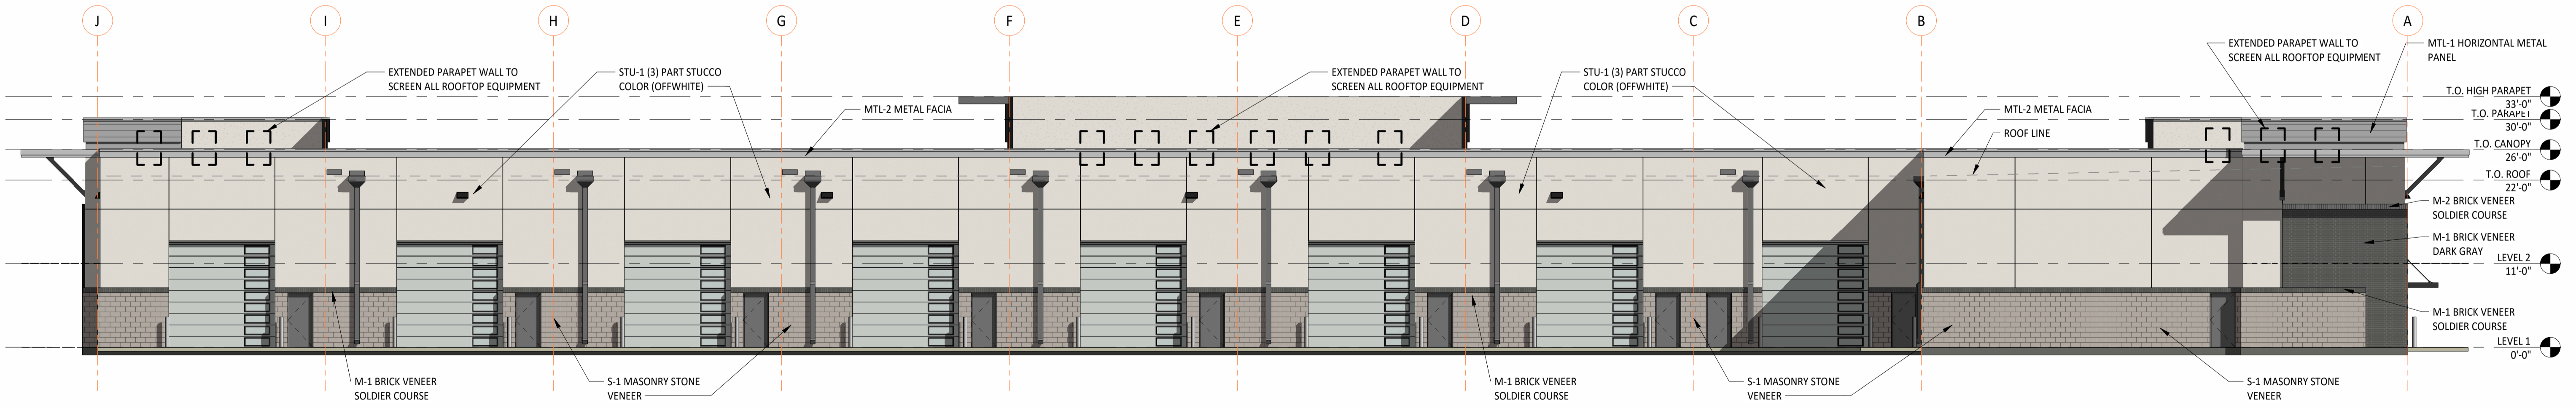 J I H G F E D C B A
EXTENDED PARAPET WALL TO
SCREEN ALL ROOFTOP EQUIPMENT
STU-1 (3) PART STUCCO
COLOR (OFFWHITE)
MTL-2 METAL FACIA
EXTENDED PARAPET WALL TO
SCREEN ALL ROOFTOP EQUIPMENT
STU-1 (3) PART STUCCO
COLOR (OFFWHITE)
MTL-2 METAL FACIA
ROOF LINE
EXTENDED PARAPET WALL TO
SCREEN ALL ROOFTOP EQUIPMENT
MTL-1 HORIZONTAL METAL
PANEL
T.O. HIGH PARAPET
33'-0"
T.O. PARAPET
30'-0"
T.O. CANOPY
26'-0"
T.O. ROOF
22'-0"
M-2 BRICK VENEER
SOLDIER COURSE
M-1 BRICK VENEER
DARK GRAY
LEVEL 2
11'-0"
M-1 BRICK VENEER
SOLDIER COURSE
LEVEL 1
0'-0"
M-1 BRICK VENEER
SOLDIER COURSE
S-1 MASONRY STONE
VENEER
M-1 BRICK VENEER
SOLDIER COURSE
S-1 MASONRY STONE
VENEER
S-1 MASONRY STONE
VENEER